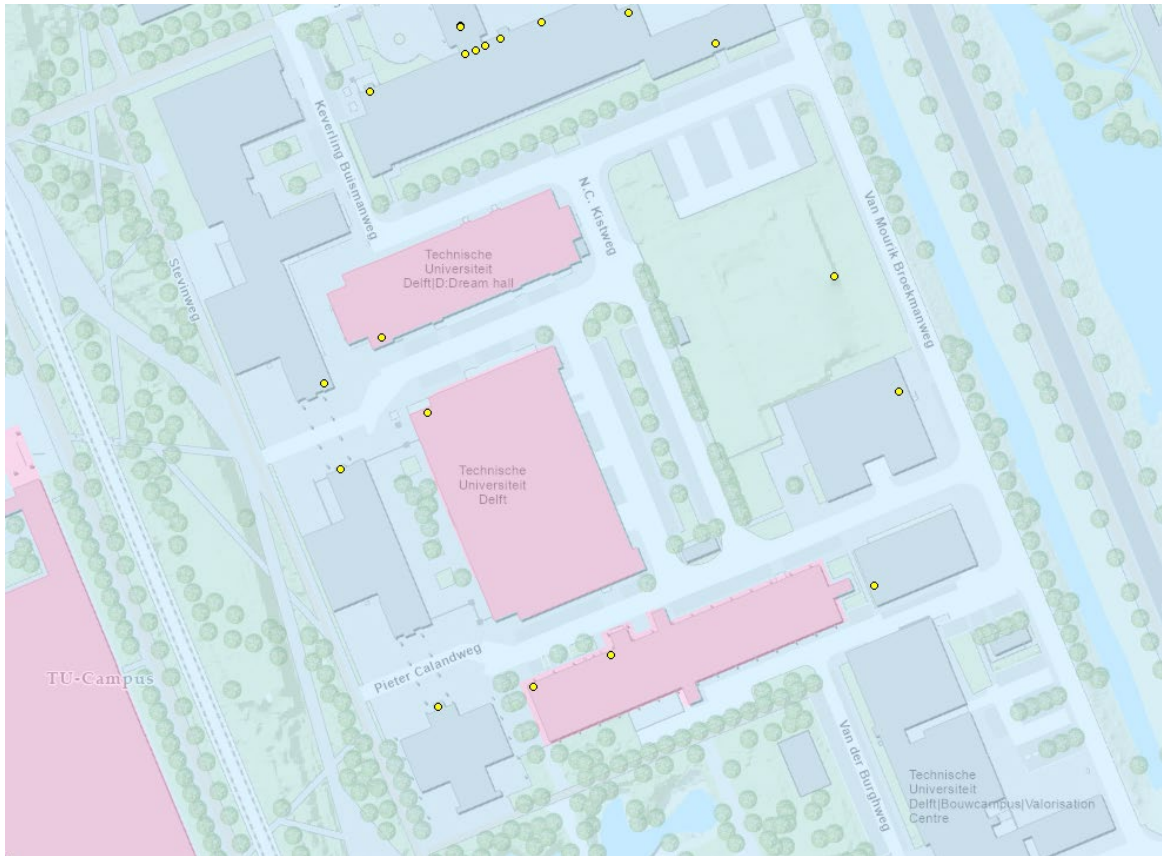 Keverling Buismanweg
N.C. Kistweg
Van Mourik Broekmanweg
Stevinweg
Technische
Universiteit
Delft|D:Dream hall
Technische
Universiteit
Delft
Pieter Calandweg
TU-Campus
Van der Burghweg
Technische
Universiteit
Delft|Bouwcampus|Valorisation
Centre